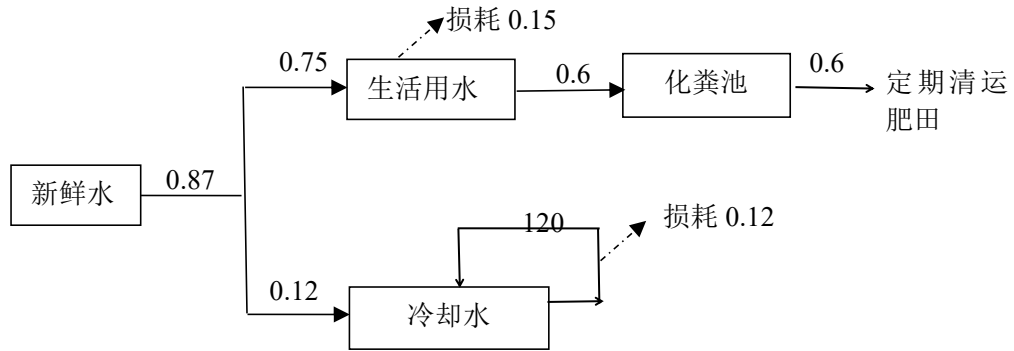 损耗 0.15
0.75
生活用水
0.6
化粪池
0.6
定期清运
肥田
新鲜水
0.87
120
损耗 0.12
0.12
冷却水